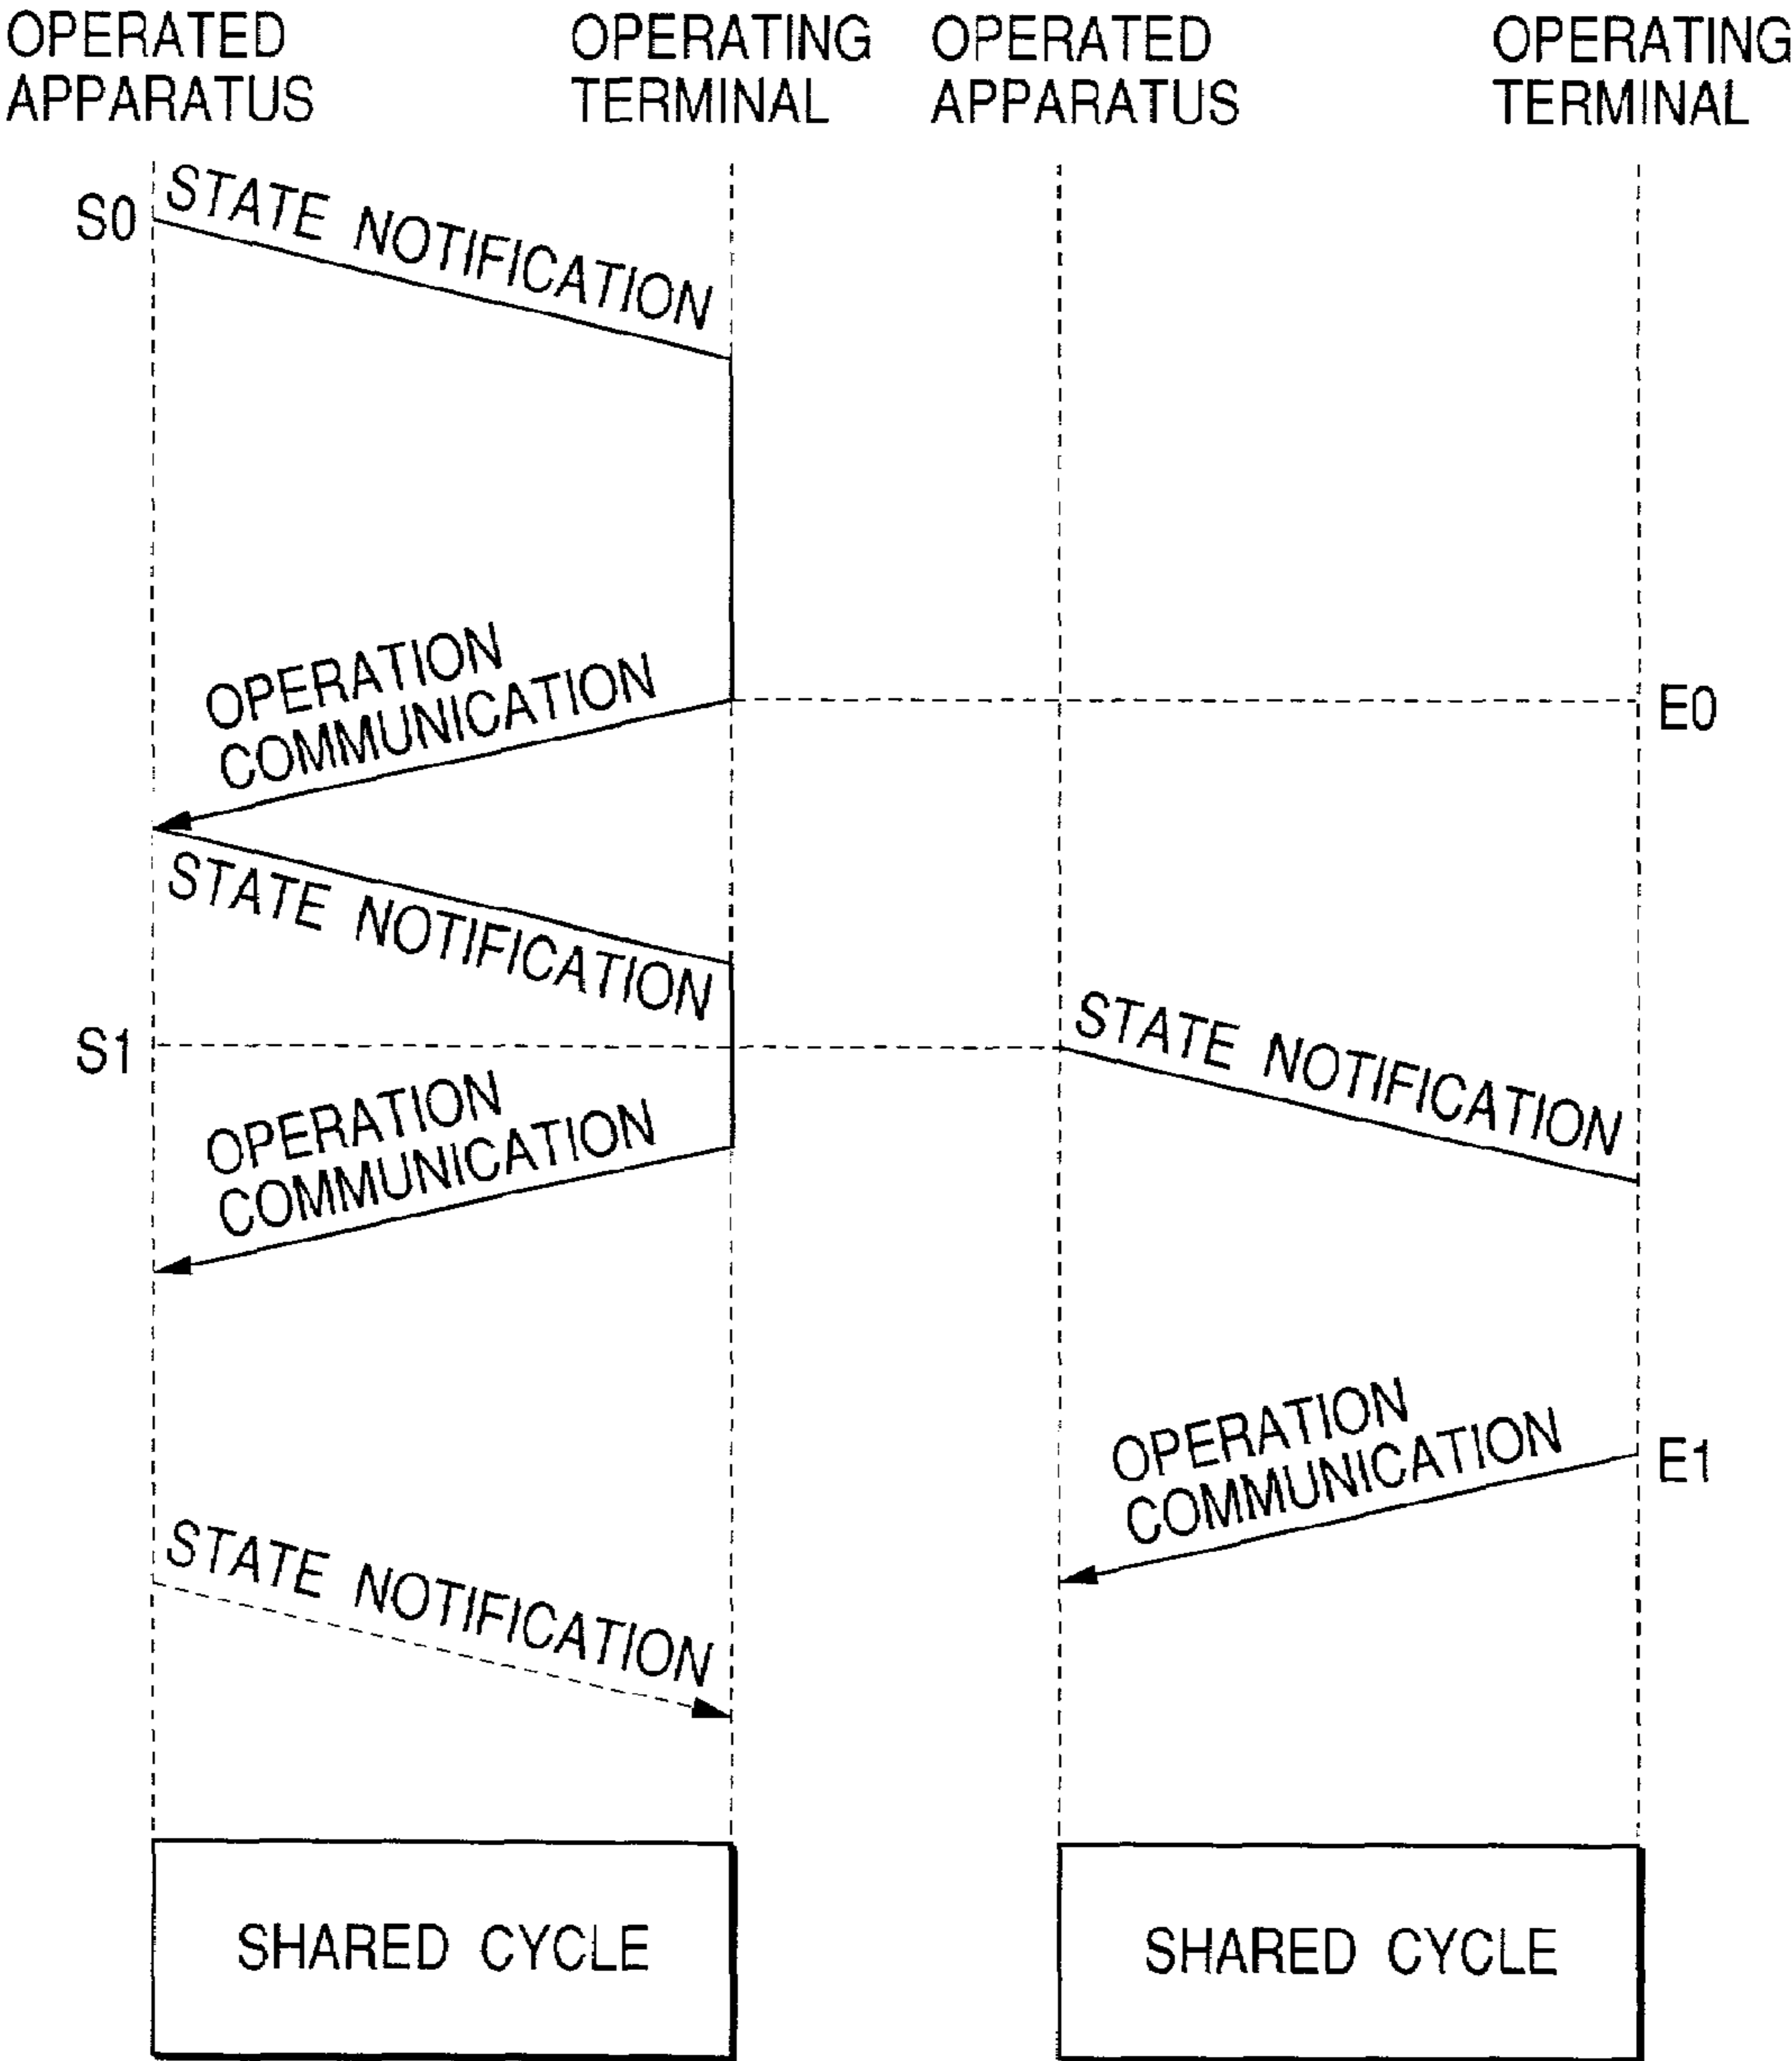 OPERATED
APPARATUS
OPERATING
TERMINAL
OPERATED
APPARATUS
OPERATING
TERMINAL
S0
STATE NOTIFICATION
OPERATION
COMMUNICATION
E0
STATE NOTIFICATION
S1
STATE NOTIFICATION
OPERATION
COMMUNICATION
OPERATION
COMMUNICATION
E1
STATE NOTIFICATION
SHARED CYCLE
SHARED CYCLE